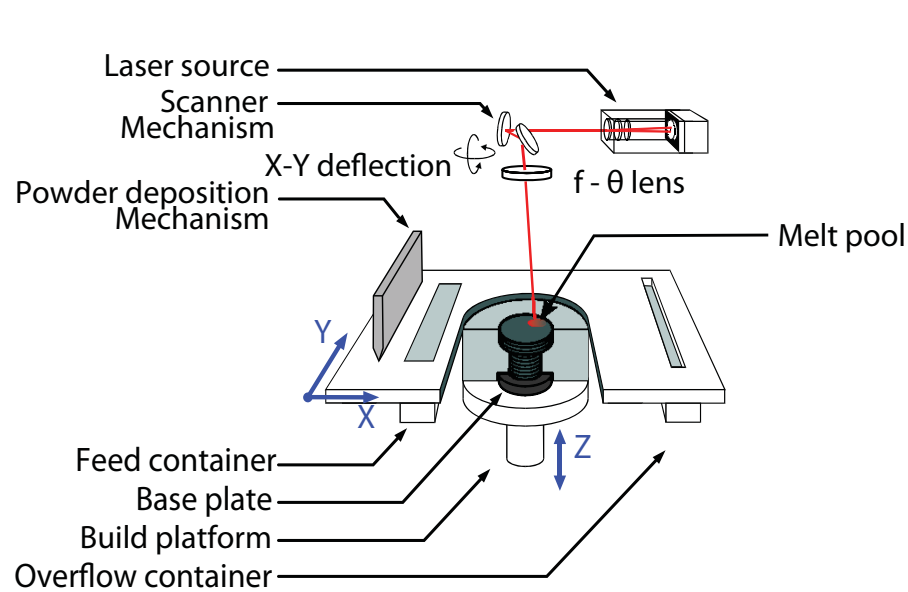 Laser source
Scanner
Mechanism
X-Y deflection
f - θ lens
Powder deposition
Mechanism
Melt pool
Y
X
Z
Feed container
Base plate
Build platform
Overflow container